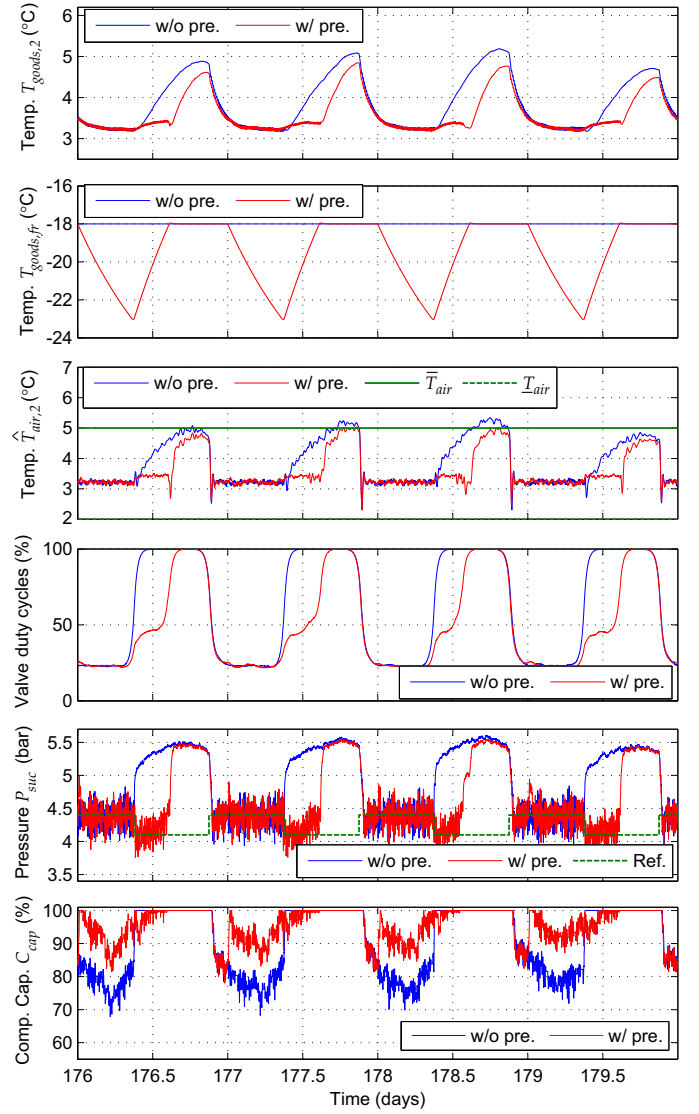 6
5
4
3
Temp. T_goods,2 (°C)
w/o pre. w/ pre.
-16
-18
-20
-22
-24
Temp. T_goods,fr (°C)
w/o pre. w/ pre.
7
6
5
4
3
2
Temp. T̂_air,2 (°C)
w/o pre. w/ pre. T̅_air T̲_air
100
50
0
Valve duty cycles (%)
w/o pre. w/ pre.
5.5
5
4.5
4
3.5
Pressure P_suc (bar)
w/o pre. w/ pre. Ref.
100
90
80
70
60
Comp. Cap. C_cap (%)
w/o pre. w/ pre.
176 176.5 177 177.5 178 178.5 179 179.5
Time (days)